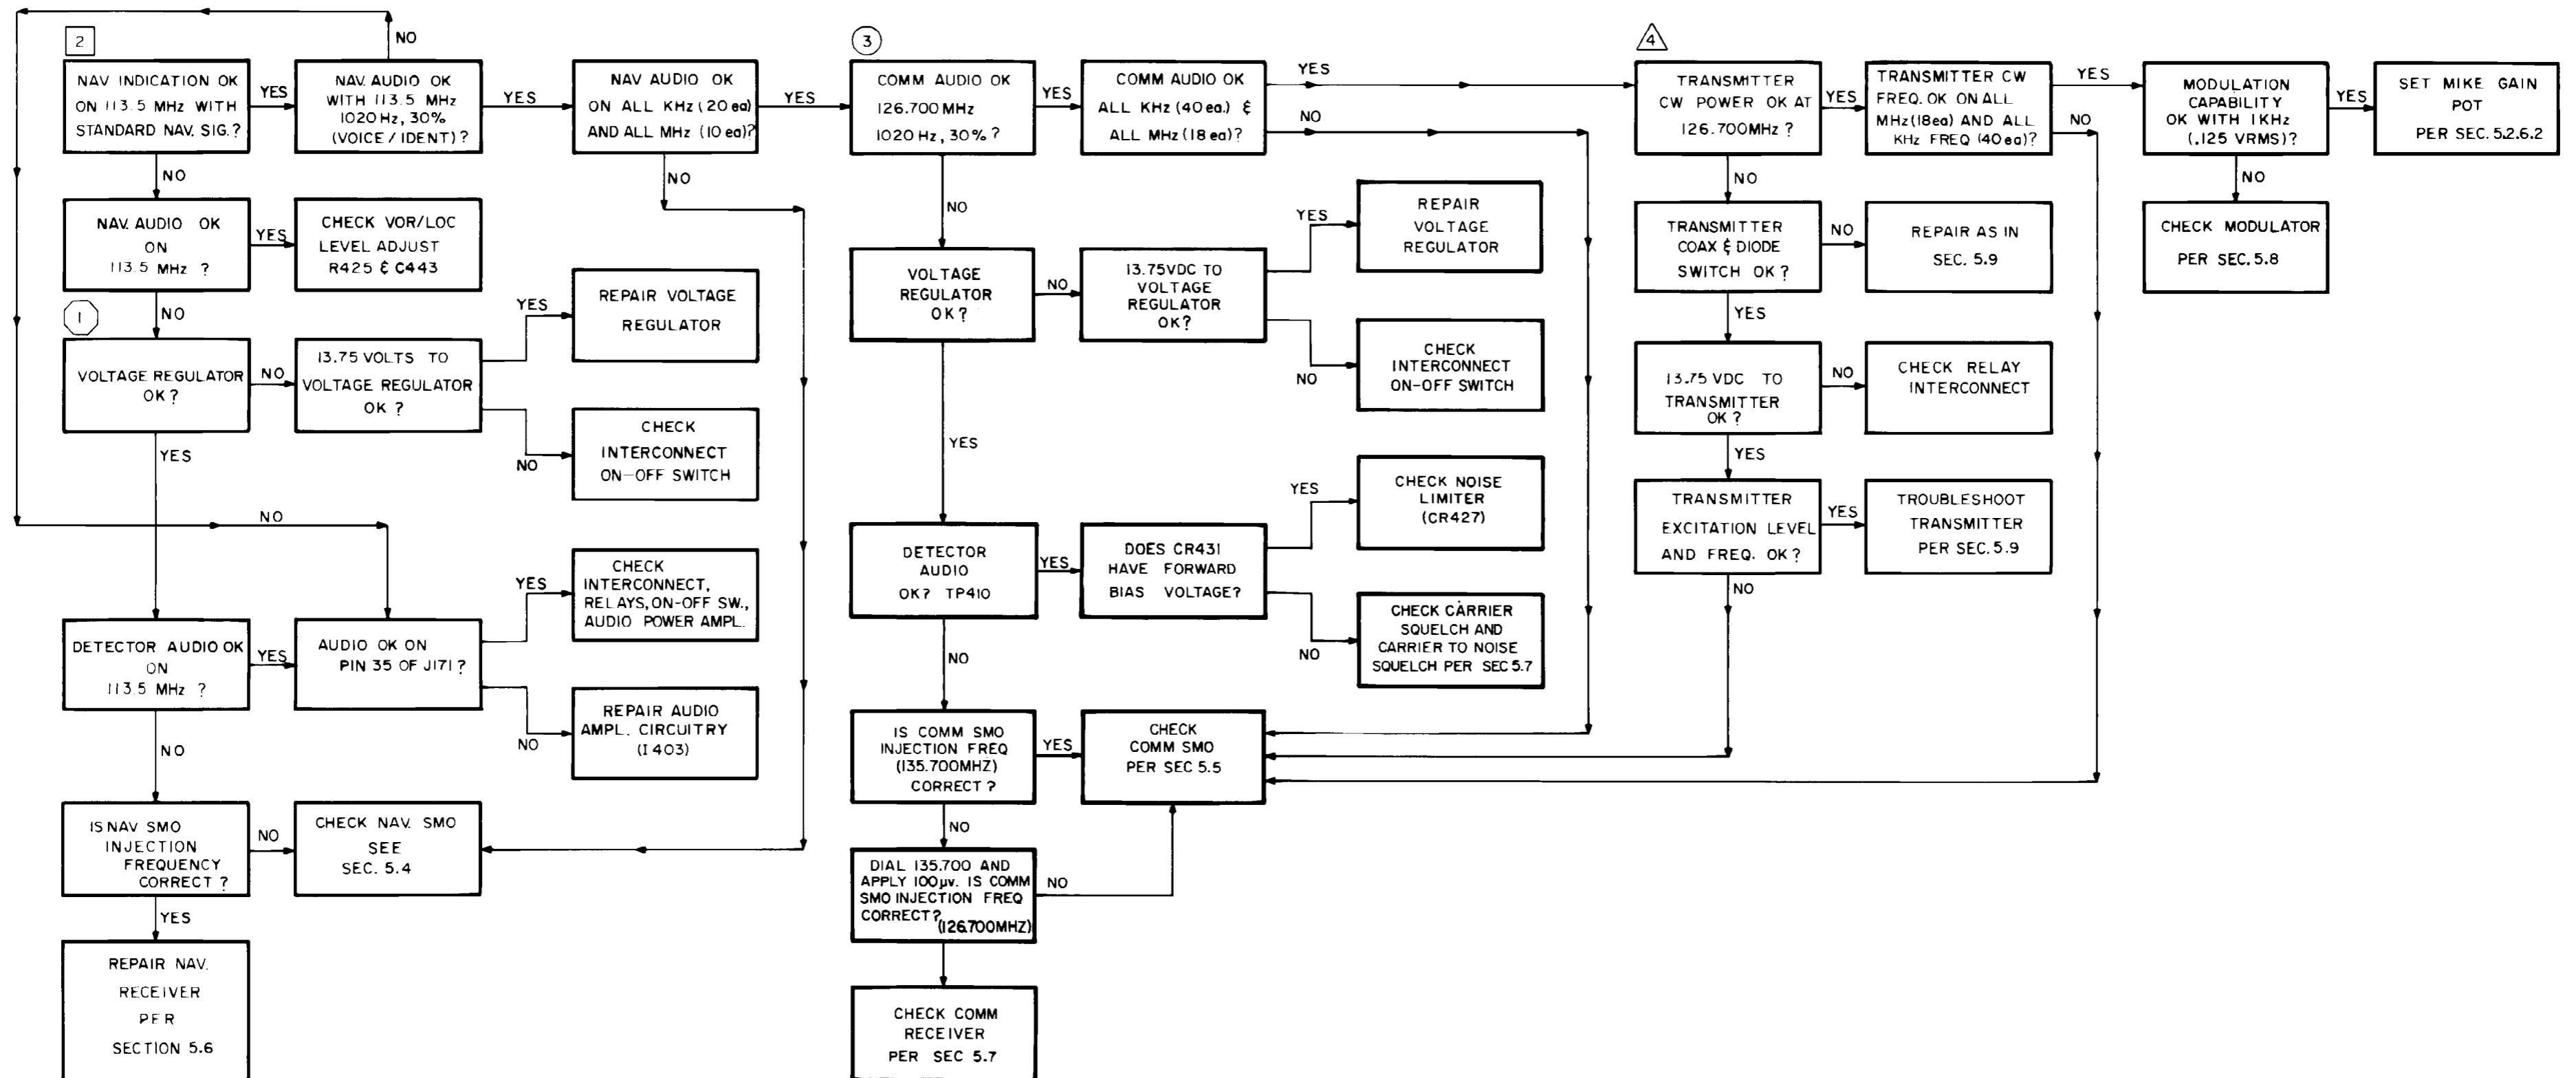 NO
2
NAV INDICATION OK
ON 113.5 MHz WITH
STANDARD NAV. SIG.?
YES
NAV. AUDIO OK
WITH 113.5 MHz
1020 Hz, 30%
(VOICE / IDENT)?
YES
NAV AUDIO OK
ON ALL KHz (20 ea)
AND ALL MHz (10 ea)?
YES
3
COMM AUDIO OK
126.700 MHz
1020 Hz, 30% ?
YES
COMM AUDIO OK
ALL KHz (40 ea.) &
ALL MHz (18 ea)?
YES
NO
4
TRANSMITTER
CW POWER OK AT
126.700MHz ?
YES
TRANSMITTER CW
FREQ. OK ON ALL
MHz (18ea) AND ALL
KHz FREQ (40 ea)?
YES
NO
MODULATION
CAPABILITY
OK WITH 1KHz
(.125 VRMS)?
YES
SET MIKE GAIN
POT
PER SEC. 5.2.6.2
NO
NAV. AUDIO OK
ON
113.5 MHz ?
YES
CHECK VOR/LOC
LEVEL ADJUST
R425 & C443
NO
NO
1
VOLTAGE REGULATOR
OK?
NO
13.75 VOLTS TO
VOLTAGE REGULATOR
OK ?
YES
REPAIR VOLTAGE
REGULATOR
NO
CHECK
INTERCONNECT
ON-OFF SWITCH
YES
NO
DETECTOR AUDIO OK
ON
113.5 MHz ?
YES
AUDIO OK ON
PIN 35 OF J171 ?
YES
CHECK
INTERCONNECT,
RELAYS, ON-OFF SW.,
AUDIO POWER AMPL.
NO
REPAIR AUDIO
AMPL. CIRCUITRY
(I 403)
NO
IS NAV SMO
INJECTION
FREQUENCY
CORRECT ?
NO
CHECK NAV. SMO
SEE
SEC. 5.4
YES
REPAIR NAV.
RECEIVER
PER
SECTION 5.6
NO
VOLTAGE
REGULATOR
OK?
NO
13.75VDC TO
VOLTAGE
REGULATOR
OK?
YES
REPAIR
VOLTAGE
REGULATOR
NO
CHECK
INTERCONNECT
ON-OFF SWITCH
YES
DETECTOR
AUDIO
OK? TP410
YES
DOES CR431
HAVE FORWARD
BIAS VOLTAGE?
YES
CHECK NOISE
LIMITER
(CR427)
NO
CHECK CARRIER
SQUELCH AND
CARRIER TO NOISE
SQUELCH PER SEC 5.7
NO
IS COMM SMO
INJECTION FREQ
(135.700MHZ)
CORRECT ?
YES
CHECK
COMM SMO
PER SEC 5.5
NO
DIAL 135.700 AND
APPLY 100µv. IS COMM
SMO INJECTION FREQ
CORRECT?
(126.700MHZ)
NO
CHECK COMM
RECEIVER
PER SEC 5.7
NO
TRANSMITTER
COAX & DIODE
SWITCH OK ?
NO
REPAIR AS IN
SEC. 5.9
YES
13.75 VDC TO
TRANSMITTER
OK ?
NO
CHECK RELAY
INTERCONNECT
YES
TRANSMITTER
EXCITATION LEVEL
AND FREQ. OK ?
YES
TROUBLESHOOT
TRANSMITTER
PER SEC. 5.9
NO
NO
CHECK MODULATOR
PER SEC. 5.8